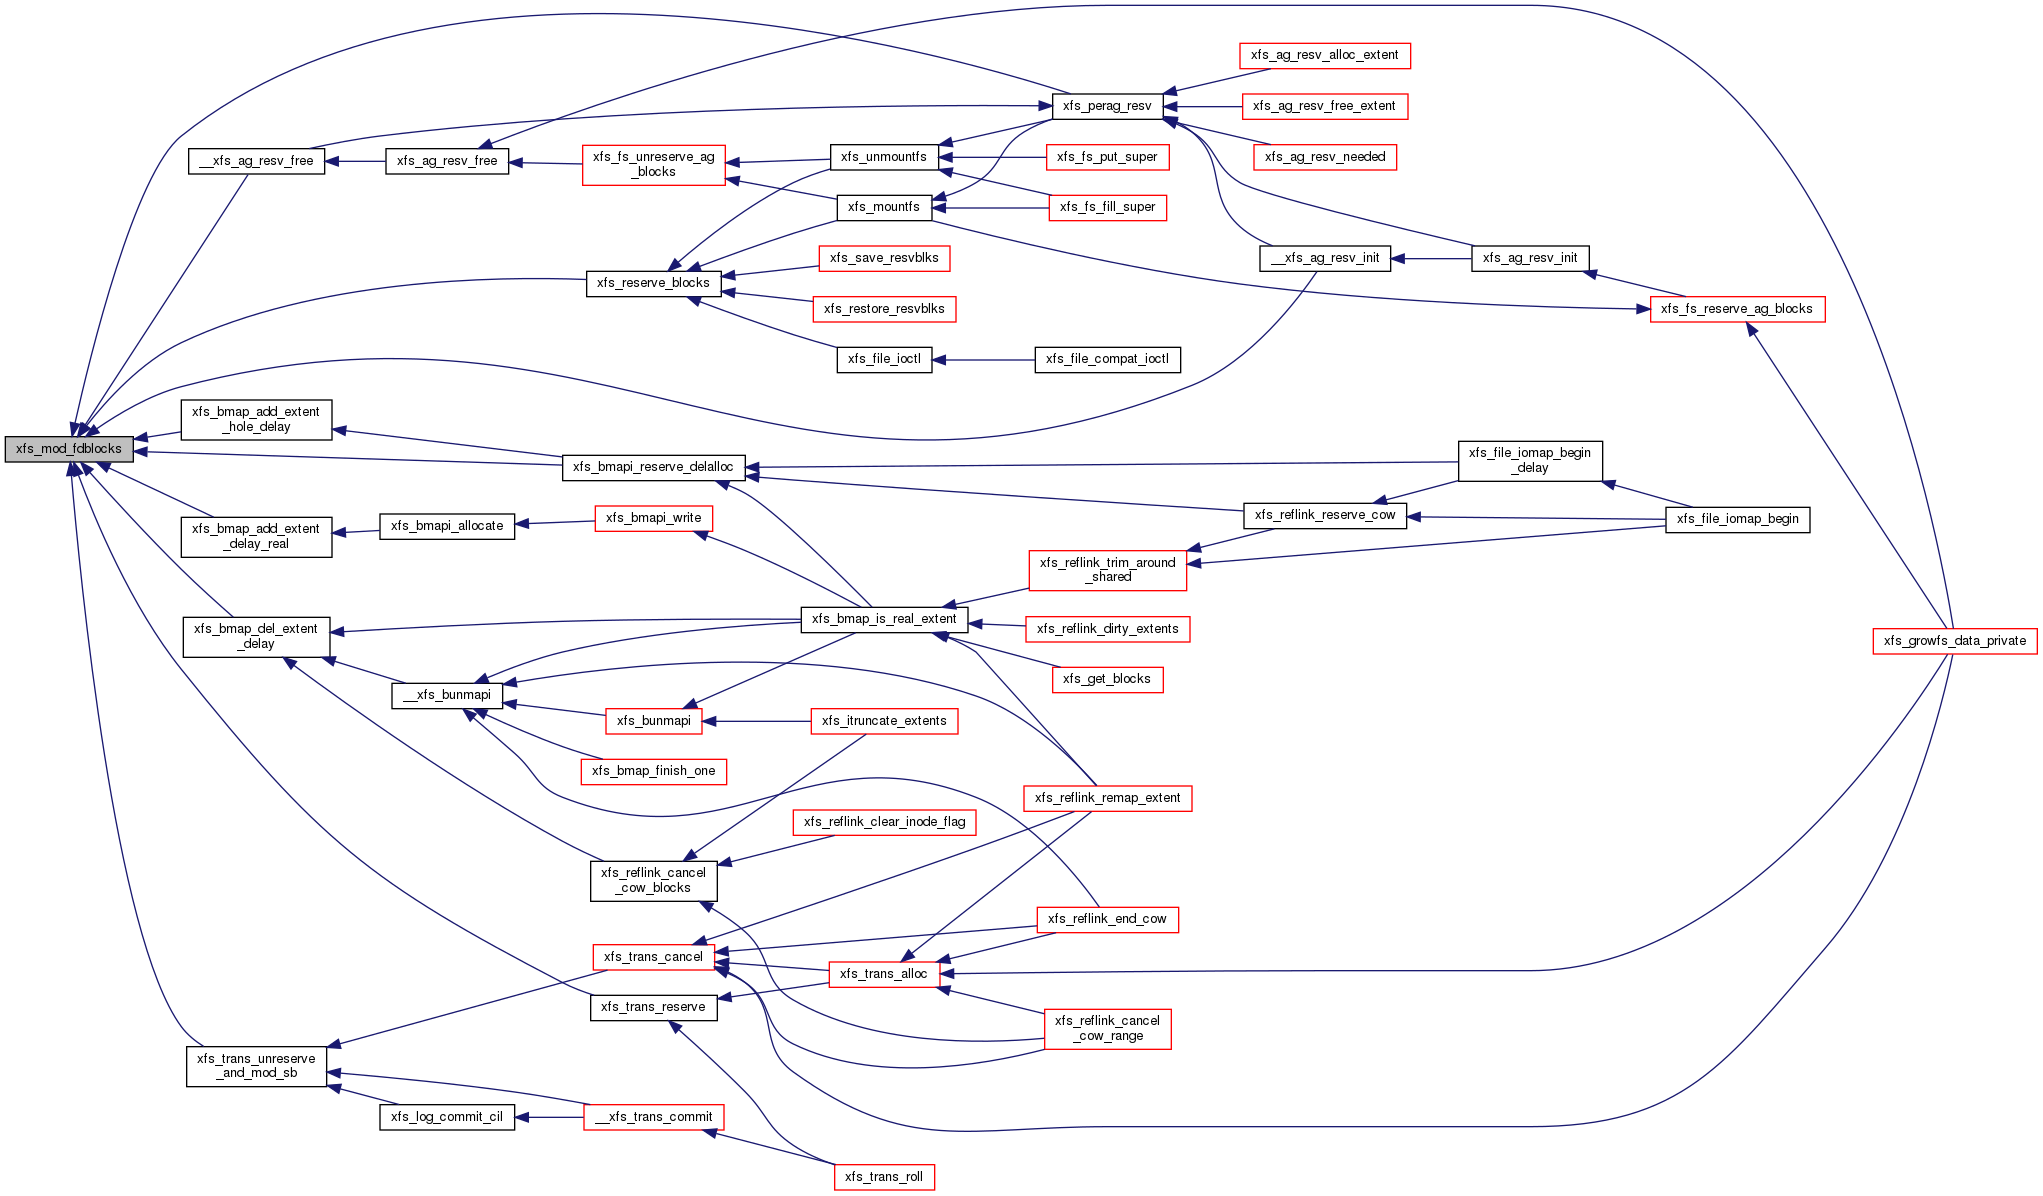 xfs_mod_fdblocks
__xfs_ag_resv_free
xfs_bmap_add_extent
_hole_delay
xfs_bmap_add_extent
_delay_real
xfs_bmap_del_extent
_delay
xfs_trans_unreserve
_and_mod_sb
xfs_ag_resv_free
xfs_bmapi_allocate
__xfs_bunmapi
xfs_log_commit_cil
xfs_fs_unreserve_ag
_blocks
xfs_reserve_blocks
xfs_bmapi_reserve_delalloc
xfs_bmapi_write
xfs_bunmapi
xfs_bmap_finish_one
xfs_reflink_cancel
_cow_blocks
xfs_trans_cancel
xfs_trans_reserve
__xfs_trans_commit
xfs_unmountfs
xfs_mountfs
xfs_save_resvblks
xfs_restore_resvblks
xfs_file_ioctl
xfs_bmap_is_real_extent
xfs_itruncate_extents
xfs_reflink_clear_inode_flag
xfs_trans_alloc
xfs_trans_roll
xfs_perag_resv
xfs_fs_put_super
xfs_fs_fill_super
xfs_file_compat_ioctl
xfs_reflink_trim_around
_shared
xfs_reflink_dirty_extents
xfs_get_blocks
xfs_reflink_remap_extent
xfs_reflink_end_cow
xfs_reflink_cancel
_cow_range
xfs_ag_resv_alloc_extent
xfs_ag_resv_free_extent
xfs_ag_resv_needed
__xfs_ag_resv_init
xfs_reflink_reserve_cow
xfs_ag_resv_init
xfs_file_iomap_begin
_delay
xfs_fs_reserve_ag_blocks
xfs_file_iomap_begin
xfs_growfs_data_private